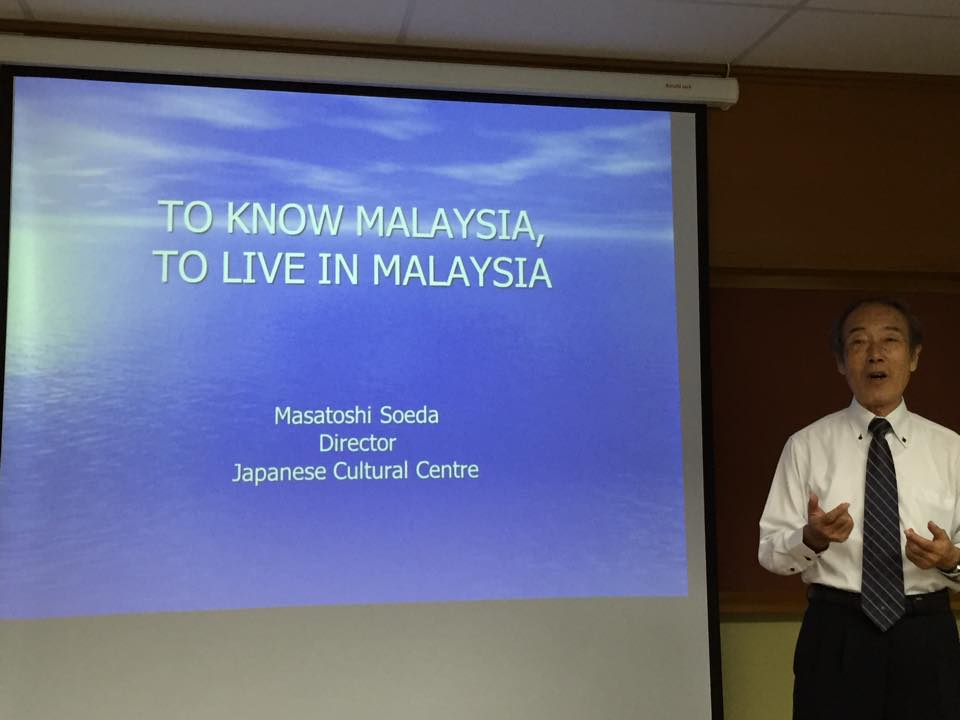 TO KNOW MALAYSIA,
TO LIVE IN MALAYSIA
Masatoshi Soeda
Director
Japanese Cultural Centre